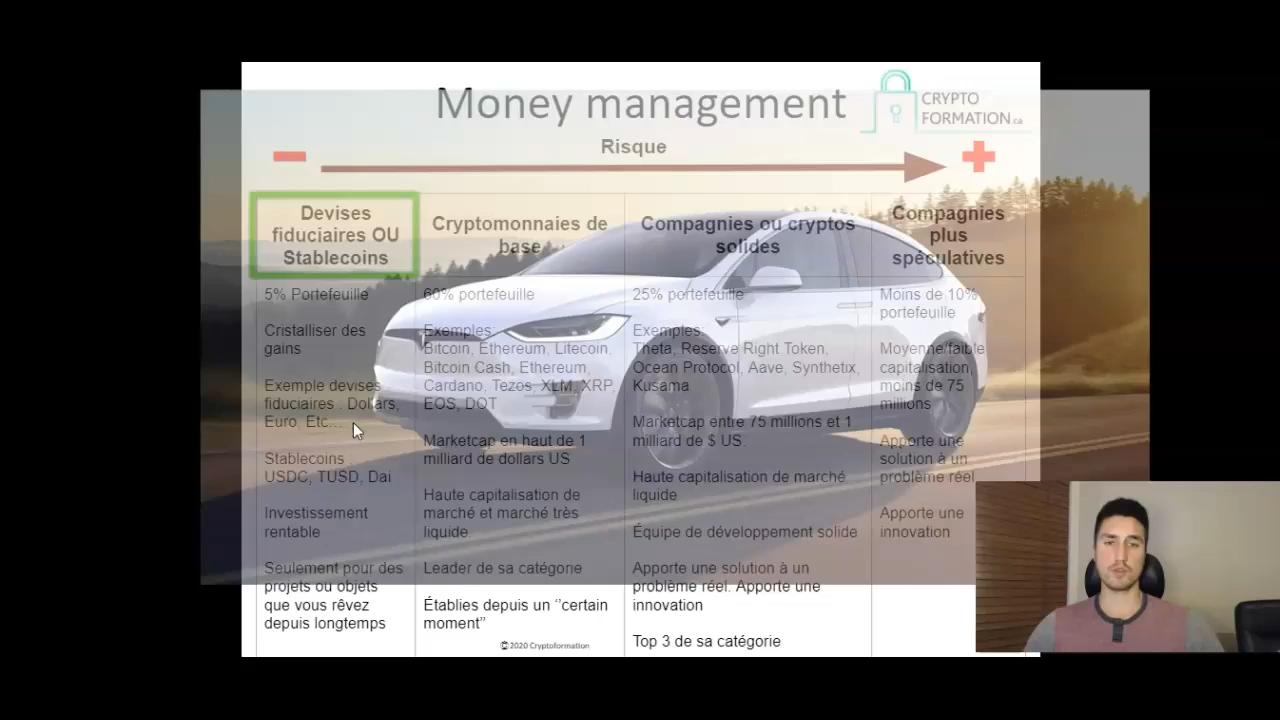 Money management
CRYPTO
FORMATION.ca
Risque
Devises
fiduciaires OU
Stablecoins
Cryptomonnaies de
base
Compagnies ou cryptos
solides
Compagnies
plus
spéculatives
5% Portefeuille
Cristalliser des
gains
Exemple devises
fiduciaires : Dollars,
Euro, Etc...
Stablecoins :
USDC, TUSD, Dai
Investissement
rentable
Seulement pour des
projets ou objets
que vous rêvez
depuis longtemps
60% portefeuille
Exemples:
Bitcoin, Ethereum, Litecoin,
Bitcoin Cash, Ethereum,
Cardano, Tezos, XLM, XRP,
EOS, DOT
Marketcap en haut de 1
milliard de dollars US
Haute capitalisation de
marché et marché très
liquide.
Leader de sa catégorie
Établies depuis un ‘’certain
moment’’
25% portefeuille
Exemples:
Theta, Reserve Right Token,
Ocean Protocol, Aave, Synthetix,
Kusama
Marketcap entre 75 millions et 1
milliard de $ US.
Haute capitalisation de marché
liquide
Équipe de développement solide
Apporte une solution à un
problème réel. Apporte une
innovation
Top 3 de sa catégorie
Moins de 10%
portefeuille
Moyenne/faible
capitalisation,
moins de 75
millions
Apporte une
solution à un
problème réel
Apporte une
innovation
©2020 Cryptoformation